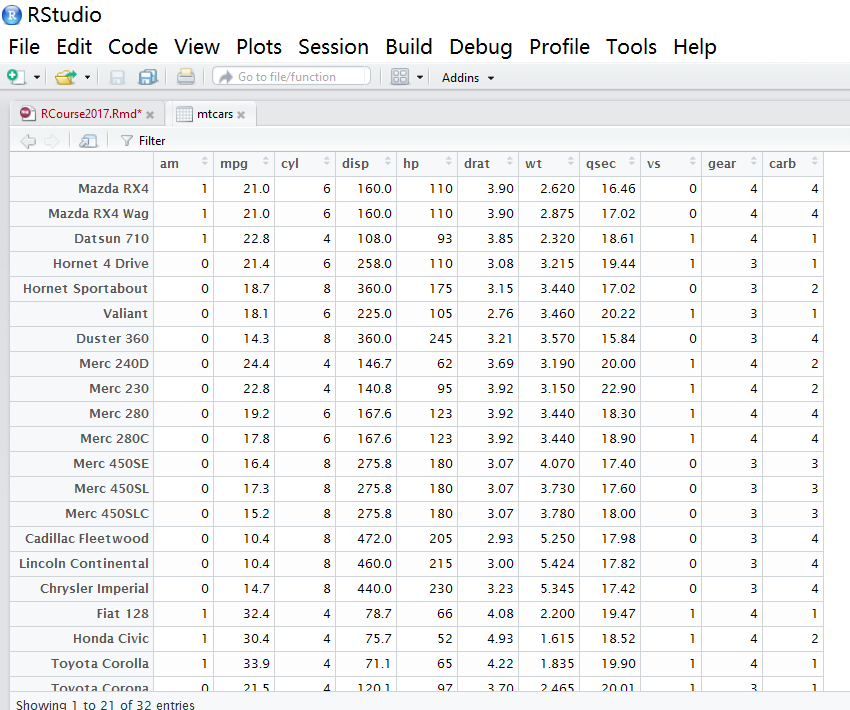 RStudio
File Edit Code View Plots Session Build Debug Profile Tools Help
Go to file/function Addins
RCourse2017.Rmd* mtcars
Filter
am mpg cyl disp hp drat wt qsec vs gear carb
Mazda RX4 1 21.0 6 160.0 110 3.90 2.620 16.46 0 4 4
Mazda RX4 Wag 1 21.0 6 160.0 110 3.90 2.875 17.02 0 4 4
Datsun 710 1 22.8 4 108.0 93 3.85 2.320 18.61 1 4 1
Hornet 4 Drive 0 21.4 6 258.0 110 3.08 3.215 19.44 1 3 1
Hornet Sportabout 0 18.7 8 360.0 175 3.15 3.440 17.02 0 3 2
Valiant 0 18.1 6 225.0 105 2.76 3.460 20.22 1 3 1
Duster 360 0 14.3 8 360.0 245 3.21 3.570 15.84 0 3 4
Merc 240D 0 24.4 4 146.7 62 3.69 3.190 20.00 1 4 2
Merc 230 0 22.8 4 140.8 95 3.92 3.150 22.90 1 4 2
Merc 280 0 19.2 6 167.6 123 3.92 3.440 18.30 1 4 4
Merc 280C 0 17.8 6 167.6 123 3.92 3.440 18.90 1 4 4
Merc 450SE 0 16.4 8 275.8 180 3.07 4.070 17.40 0 3 3
Merc 450SL 0 17.3 8 275.8 180 3.07 3.730 17.60 0 3 3
Merc 450SLC 0 15.2 8 275.8 180 3.07 3.780 18.00 0 3 3
Cadillac Fleetwood 0 10.4 8 472.0 205 2.93 5.250 17.98 0 3 4
Lincoln Continental 0 10.4 8 460.0 215 3.00 5.424 17.82 0 3 4
Chrysler Imperial 0 14.7 8 440.0 230 3.23 5.345 17.42 0 3 4
Fiat 128 1 32.4 4 78.7 66 4.08 2.200 19.47 1 4 1
Honda Civic 1 30.4 4 75.7 52 4.93 1.615 18.52 1 4 2
Toyota Corolla 1 33.9 4 71.1 65 4.22 1.835 19.90 1 4 1
Toyota Corona 0 21.5 4 120.1 97 3.70 2.465 20.01 1 3 1
Showing 1 to 21 of 32 entries